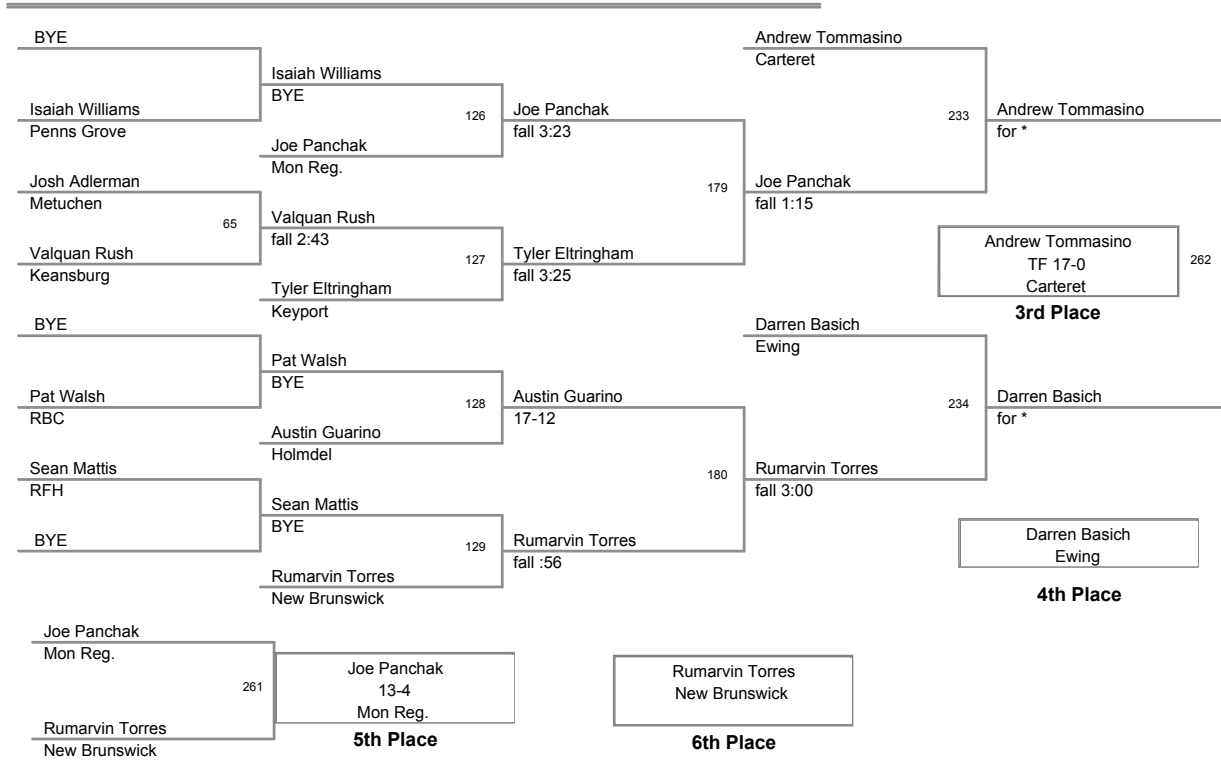 BYE
Andrew Tommasino
Carteret
Isaiah Williams
BYE
Isaiah Williams
Penns Grove
126
Joe Panchak
fall 3:23
233
Andrew Tommasino
for *
Joe Panchak
Mon Reg.
Josh Adlerman
Metuchen
179
Joe Panchak
fall 1:15
65
Valquan Rush
fall 2:43
Valquan Rush
Keansburg
127
Tyler Eltringham
fall 3:25
Andrew Tommasino
TF 17-0
Carteret
262
3rd Place
Tyler Eltringham
Keyport
BYE
Darren Basich
Ewing
Pat Walsh
BYE
Pat Walsh
RBC
128
Austin Guarino
17-12
234
Darren Basich
for *
Austin Guarino
Holmdel
Sean Mattis
RFH
180
Rumarvin Torres
fall 3:00
Sean Mattis
BYE
BYE
129
Rumarvin Torres
fall :56
Darren Basich
Ewing
4th Place
Rumarvin Torres
New Brunswick
Joe Panchak
Mon Reg.
261
Joe Panchak
13-4
Mon Reg.
5th Place
Rumarvin Torres
New Brunswick
6th Place
Rumarvin Torres
New Brunswick